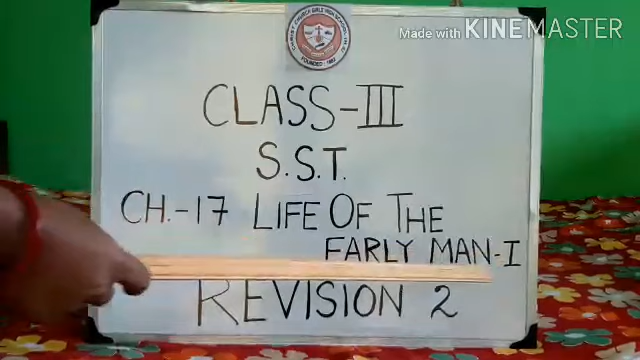 Made with KINEMASTER
CLASS-III
S.S.T.
CH.-17 LIFE OF THE
FARLY MAN-I
REVISION 2